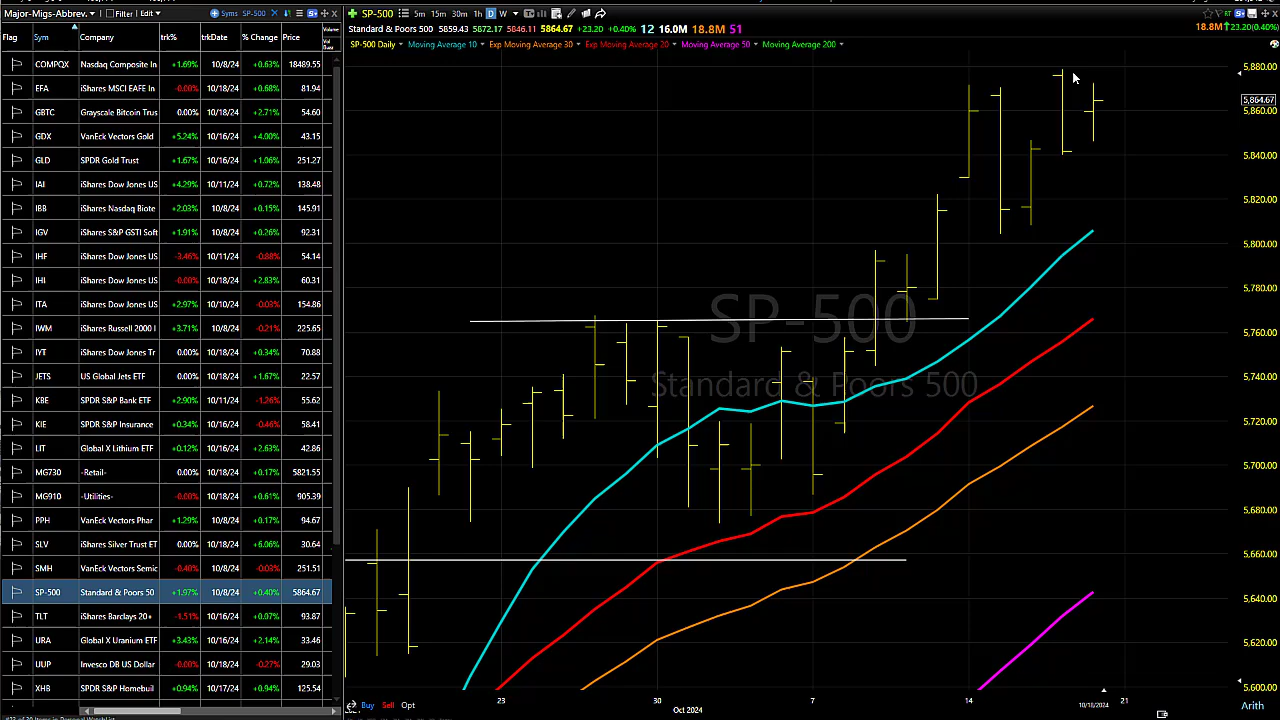 Major-Migs-Abbrev. Filter Edit Syms SP-500
Flag Sym Company trk% trkDate % Change Price Volume
COMPQX Nasdaq Composite In +1.69% 10/8/24 +0.63% 18489.55
EFA iShares MSCI EAFE In -0.00% 10/18/24 +0.68% 81.94
GBTC Grayscale Bitcoin Trus 0.00% 10/18/24 +2.71% 54.60
GDX VanEck Vectors Gold +5.24% 10/16/24 +4.00% 43.15
GLD SPDR Gold Trust +1.67% 10/16/24 +1.06% 251.27
IAI iShares Dow Jones US +4.29% 10/11/24 +0.72% 138.48
IBB iShares Nasdaq Biote +2.03% 10/16/24 +0.15% 145.91
IGV iShares S&P GSTI Soft +1.91% 10/8/24 +0.26% 92.31
IHF iShares Dow Jones US -3.46% 10/11/24 -0.88% 54.14
IHI iShares Dow Jones US -0.00% 10/18/24 +2.83% 60.31
ITA iShares Dow Jones US +2.97% 10/10/24 -0.03% 154.86
IWM iShares Russell 2000 I +3.71% 10/11/24 -0.21% 225.65
IYT iShares Dow Jones Tr 0.00% 10/18/24 +0.34% 70.88
JETS US Global Jets ETF 0.00% 10/18/24 +1.67% 22.57
KBE SPDR S&P Bank ETF +2.90% 10/16/24 -1.26% 55.62
KIE SPDR S&P Insurance +0.34% 10/16/24 -0.46% 58.41
LIT Global X Lithium ETF +0.12% 10/18/24 +2.63% 42.86
MG730 -Retail- 0.00% 10/18/24 +0.17% 5821.55
MG910 -Utilities- -0.00% 10/18/24 +0.61% 905.39
PPH VanEck Vectors Phar +1.29% 10/18/24 +0.17% 94.67
SLV iShares Silver Trust ET 0.00% 10/18/24 +6.06% 30.64
SMH VanEck Vectors Semic -0.40% 10/18/24 -0.03% 251.51
SP-500 Standard & Poors 50 +1.97% 10/8/24 +0.40% 5864.67
TLT iShares Barclays 20+ -1.51% 10/18/24 +0.07% 93.87
URA Global X Uranium ETF +3.43% 10/18/24 +2.14% 33.46
UUP Invesco DB US Dollar -0.00% 10/18/24 -0.27% 29.03
XHB SPDR S&P Homebuil +0.94% 10/17/24 +0.94% 125.54
SP-500 5m 15m 30m 1h D W
Standard & Poors 500 5859.43 5872.17 5846.11 5864.67 +23.20 +0.40% 12 16.0M 18.8M 51
18.8M 23.20(0.40%)
SP-500 Daily Moving Average 10 Exp Moving Average 30 Exp Moving Average 20 Moving Average 50 Moving Average 200
5,880.00
5,864.67
5,860.00
5,840.00
5,820.00
5,800.00
5,780.00
5,760.00
5,740.00
5,720.00
5,700.00
5,680.00
5,660.00
5,640.00
5,620.00
5,600.00
SP-500
Standard & Poors 500
23 30 7 14 21
Buy Sell Opt Oct 2024 10/18/2024 Arith